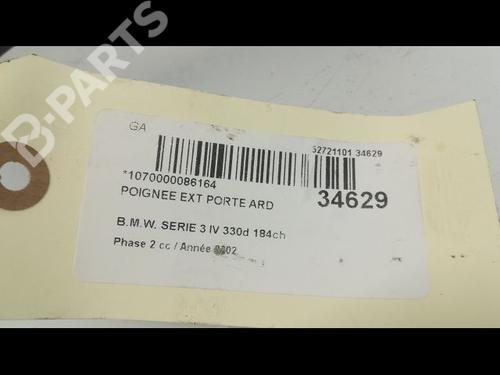 B-PARTS
GA
52721101 34629
*1070000086164
POIGNEE EXT PORTE ARD
34629
B.M.W. SERIE 3 IV 330d 184ch
Phase 2 cc / Année 2002